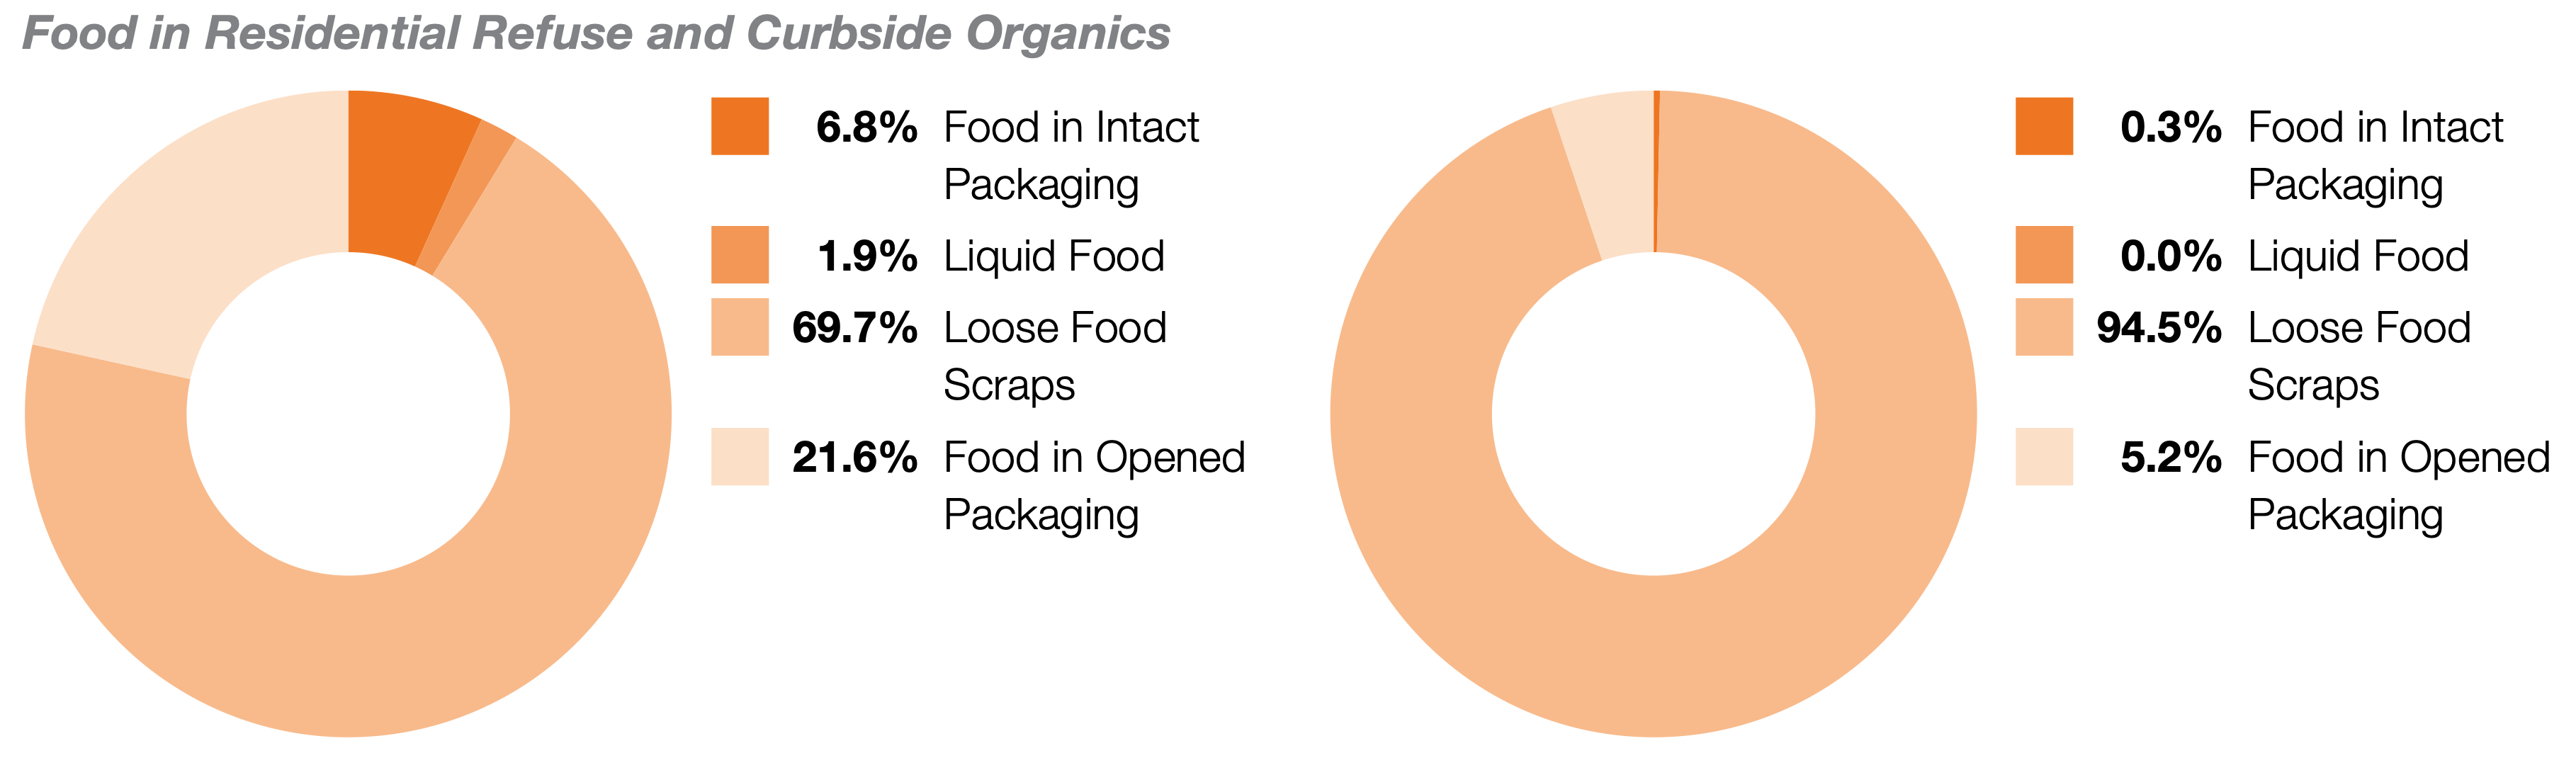 Food in Residential Refuse and Curbside Organics
6.8% Food in Intact
Packaging
1.9% Liquid Food
69.7% Loose Food
Scraps
21.6% Food in Opened
Packaging
0.3% Food in Intact
Packaging
0.0% Liquid Food
94.5% Loose Food
Scraps
5.2% Food in Opened
Packaging